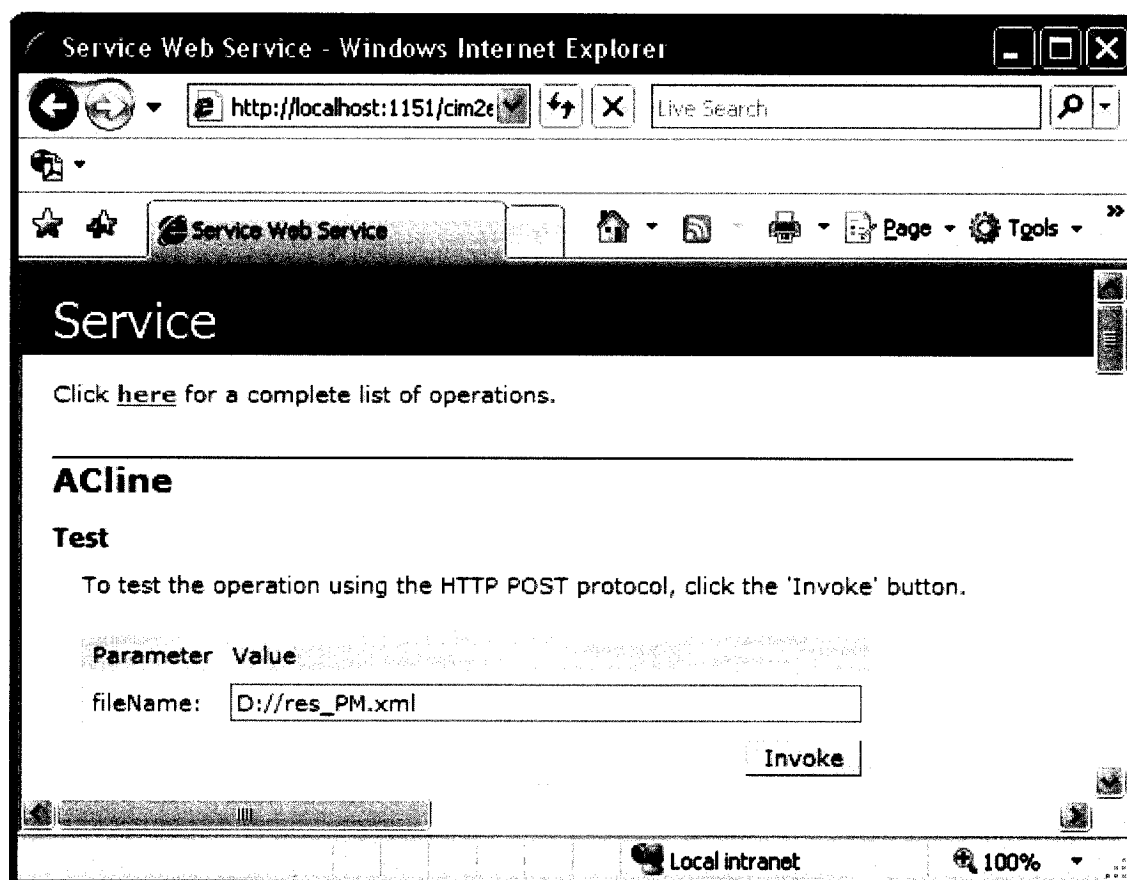 Service Web Service - Windows Internet Explorer
http://localhost:1151/cim2e
Live Search
Service Web Service
Page
Tools
»
Service
Click here for a complete list of operations.
ACline
Test
To test the operation using the HTTP POST protocol, click the 'Invoke' button.
Parameter Value
fileName: D://res_PM.xml
Invoke
Local intranet 100%